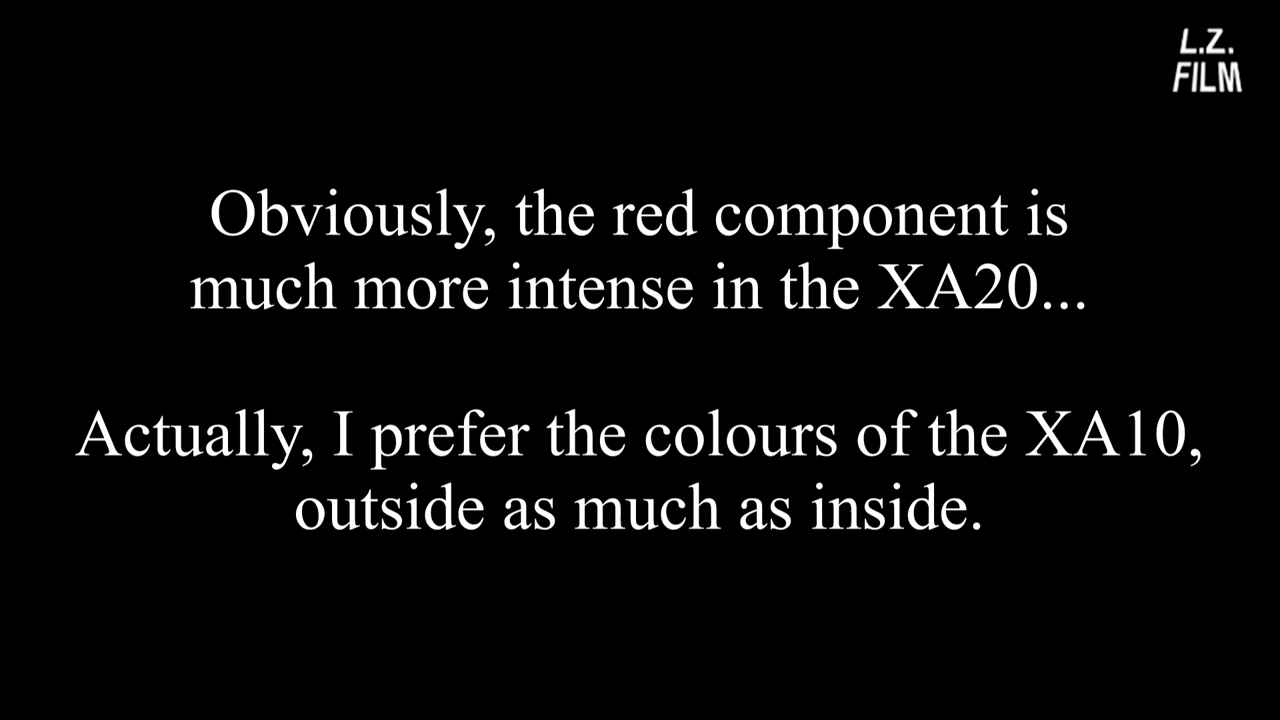 L.Z.
FILM
Obviously, the red component is
much more intense in the XA20...
Actually, I prefer the colours of the XA10,
outside as much as inside.